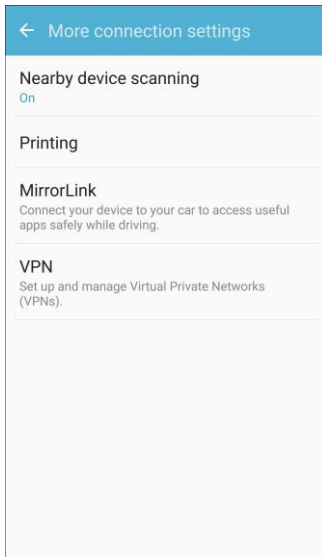 More connection settings
Nearby device scanning
On
Printing
MirrorLink
Connect your device to your car to access useful
apps safely while driving.
VPN
Set up and manage Virtual Private Networks
(VPNs).